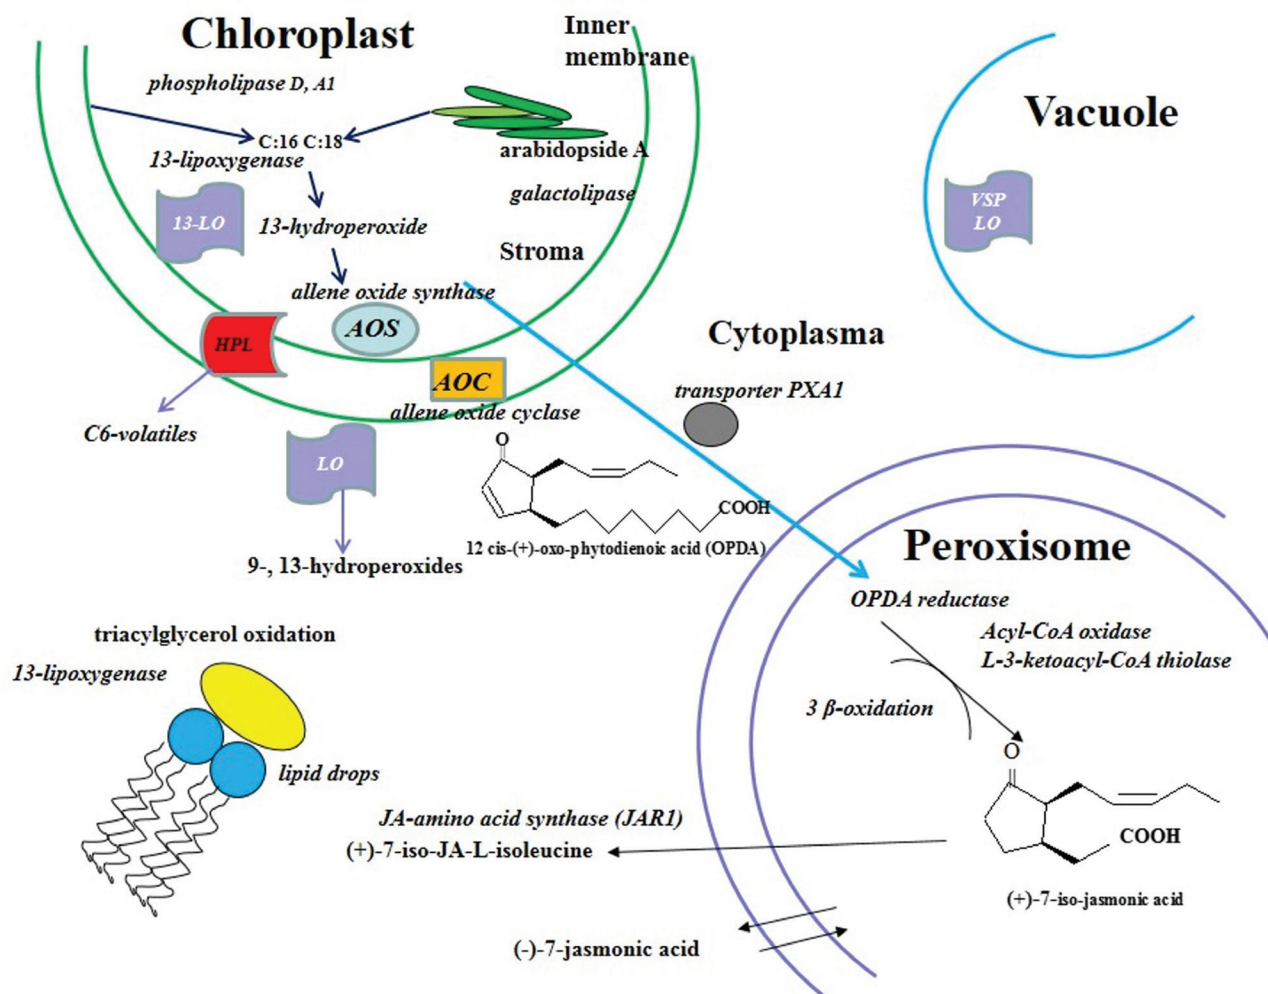 Chloroplast
Inner
membrane
phospholipase D, A1
C:16 C:18
13-lipoxygenase
arabidopside A
galactolipase
13-LO
13-hydroperoxide
Stroma
allene oxide synthase
AOS
HPL
AOC
allene oxide cyclase
C6-volatiles
LO
9-, 13-hydroperoxides
O
COOH
12 cis-(+)-oxo-phytodienoic acid (OPDA)
Vacuole
VSP
LO
Cytoplasma
transporter PXA1
Peroxisome
OPDA reductase
Acyl-CoA oxidase
L-3-ketoacyl-CoA thiolase
3 β-oxidation
O
COOH
(+)-7-iso-jasmonic acid
triacylglycerol oxidation
13-lipoxygenase
lipid drops
JA-amino acid synthase (JAR1)
(+)-7-iso-JA-L-isoleucine
(-)-7-jasmonic acid